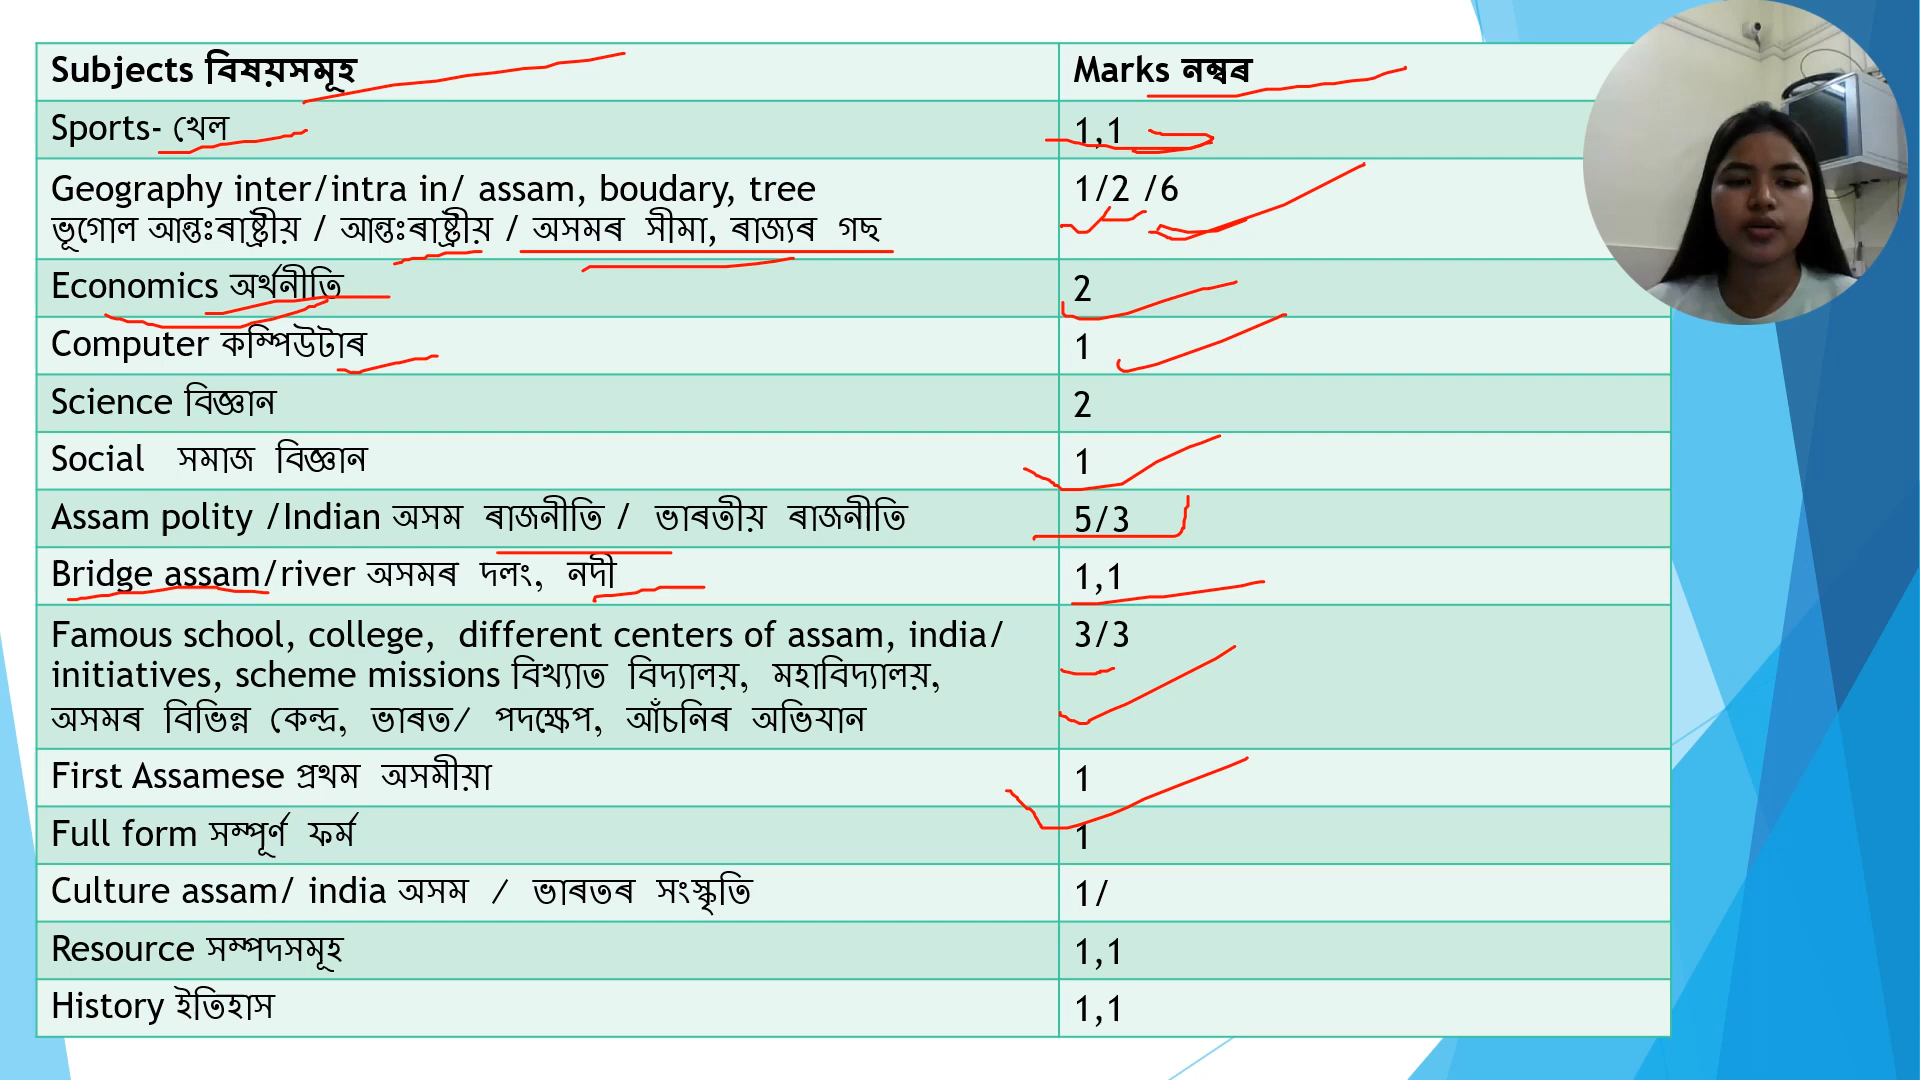 Subjects বিষয়সমূহ
Marks নম্বৰ
Sports- খেল
1,1
Geography inter/intra in/ assam, boudary, tree
ভূগোল আন্তঃৰাষ্ট্ৰীয় / আন্তঃৰাষ্ট্ৰীয় / অসমৰ সীমা, ৰাজ্যৰ গছ
1/2 /6
Economics অৰ্থনীতি
2
Computer কম্পিউটাৰ
1
Science বিজ্ঞান
2
Social সমাজ বিজ্ঞান
1
Assam polity /Indian অসম ৰাজনীতি / ভাৰতীয় ৰাজনীতি
5/3
Bridge assam/river অসমৰ দলং, নদী
1,1
Famous school, college, different centers of assam, india/
initiatives, scheme missions বিখ্যাত বিদ্যালয়, মহাবিদ্যালয়,
অসমৰ বিভিন্ন কেন্দ্ৰ, ভাৰত/ পদক্ষেপ, আঁচনিৰ অভিযান
3/3
First Assamese প্ৰথম অসমীয়া
1
Full form সম্পূৰ্ণ ফৰ্ম
1
Culture assam/ india অসম / ভাৰতৰ সংস্কৃতি
1/
Resource সম্পদসমূহ
1,1
History ইতিহাস
1,1